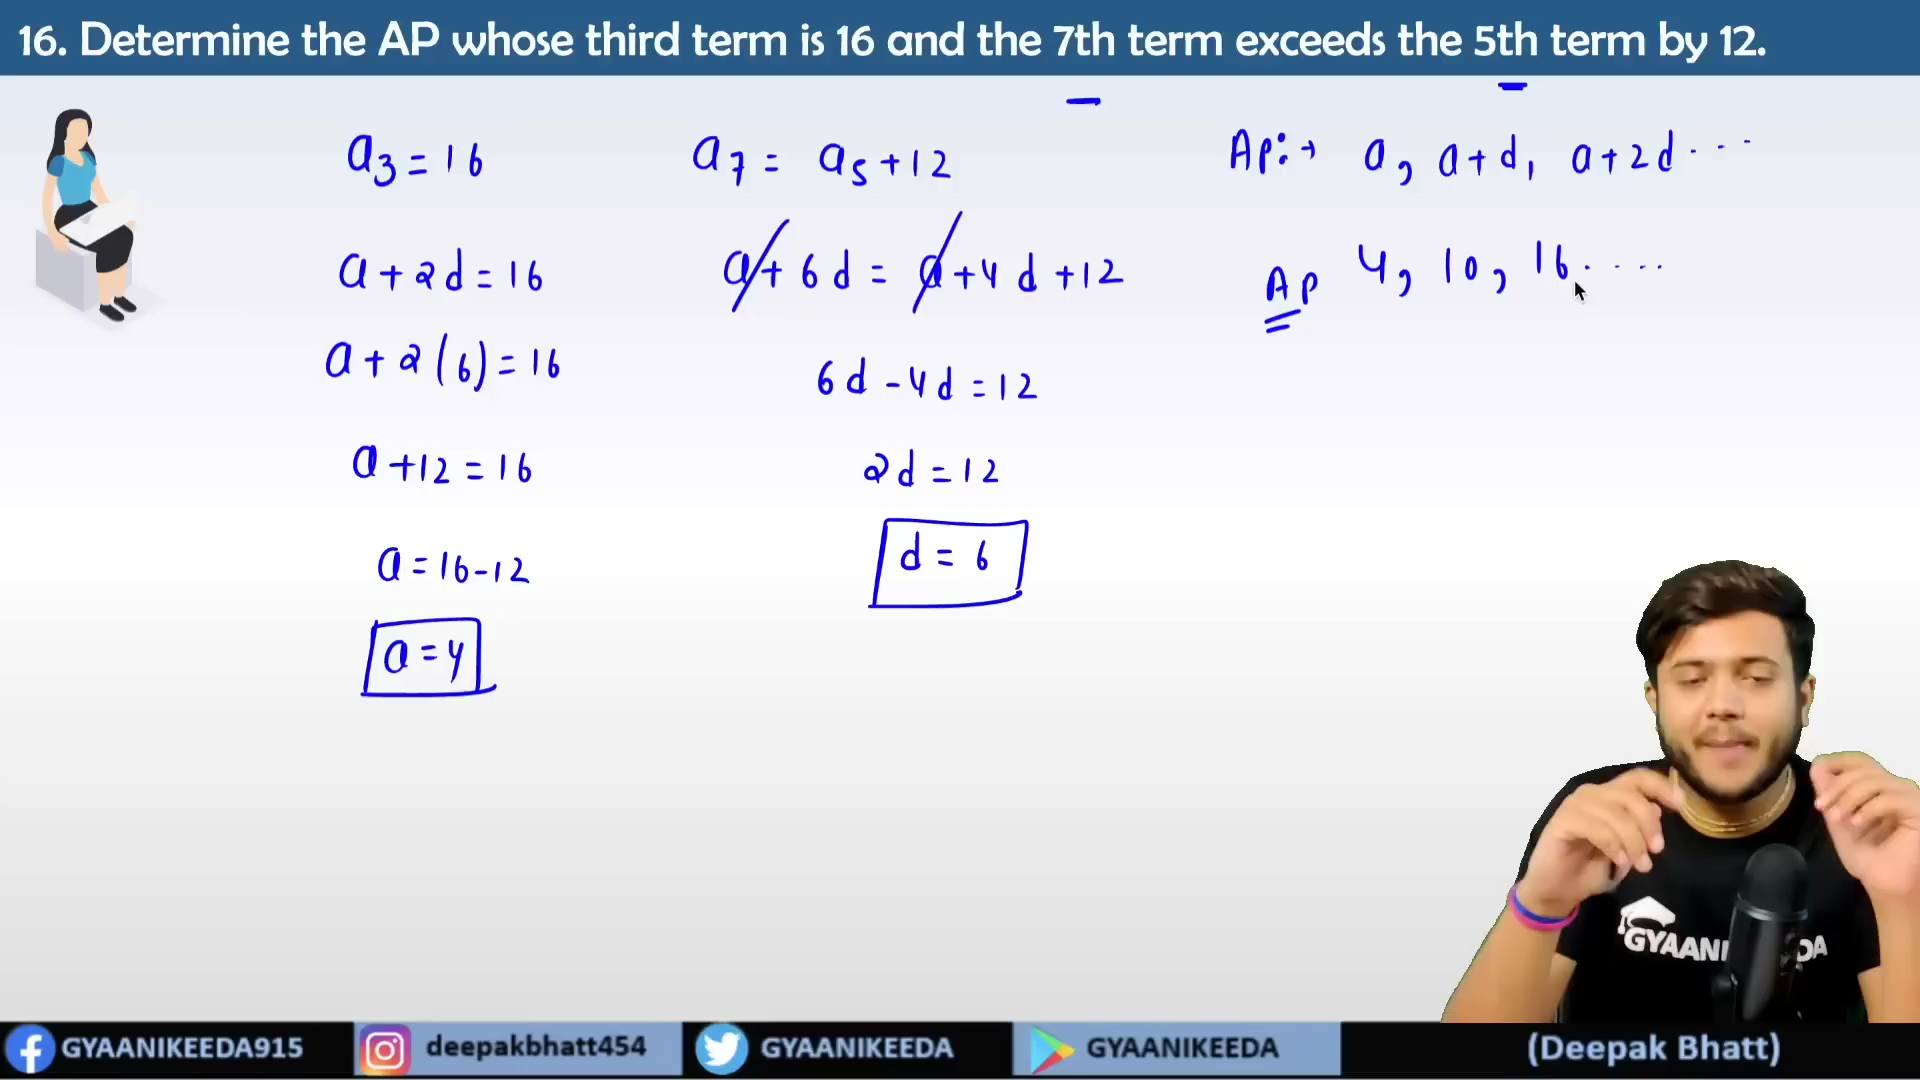 16. Determine the AP whose third term is 16 and the 7th term exceeds the 5th term by 12.
a3 = 16
a + 2d = 16
a + 2(6) = 16
a + 12 = 16
a = 16 - 12
a = 4
a7 = a5 + 12
a + 6d = a + 4d + 12
6d - 4d = 12
2d = 12
d = 6
AP:→ a, a+d, a+2d...
AP 4, 10, 16....
GYAANI DA
GYAANIKEEDA915
deepakbhatt454
GYAANIKEEDA
GYAANIKEEDA
(Deepak Bhatt)